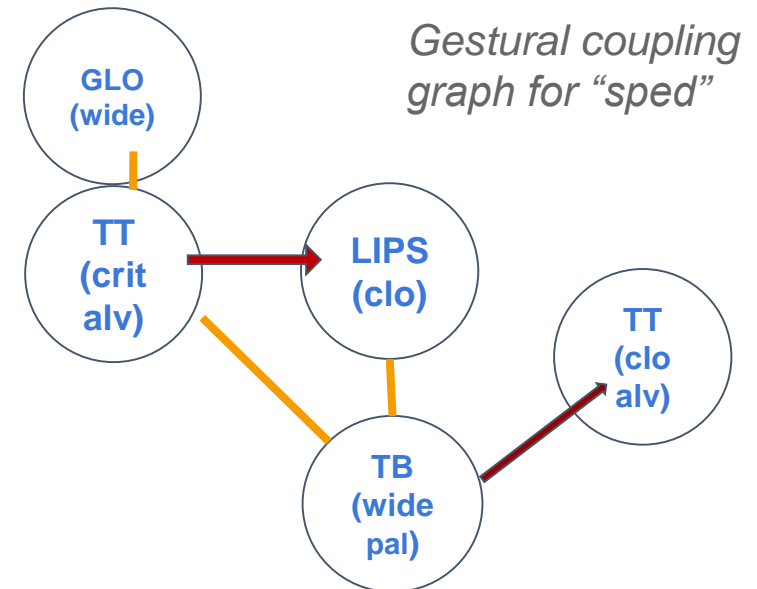 Gestural coupling
graph for “sped”
GLO
(wide)
TT
(crit
alv)
LIPS
(clo)
TT
(clo
alv)
TB
(wide
pal)